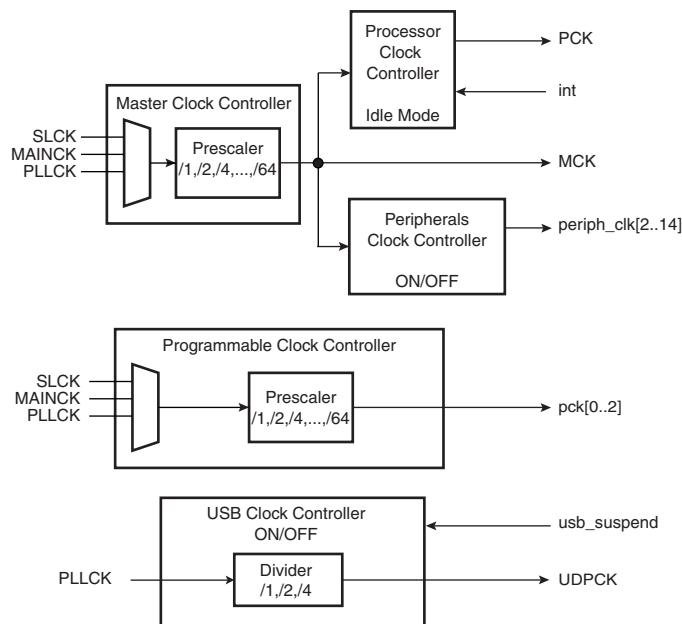 Processor
Clock
Controller
Idle Mode
PCK
int
Master Clock Controller
SLCK
MAINCK
PLLCK
Prescaler
/1,/2,/4,...,/64
MCK
Peripherals
Clock Controller
ON/OFF
periph_clk[2..14]
Programmable Clock Controller
SLCK
MAINCK
PLLCK
Prescaler
/1,/2,/4,...,/64
pck[0..2]
USB Clock Controller
ON/OFF
usb_suspend
PLLCK
Divider
/1,/2,/4
UDPCK